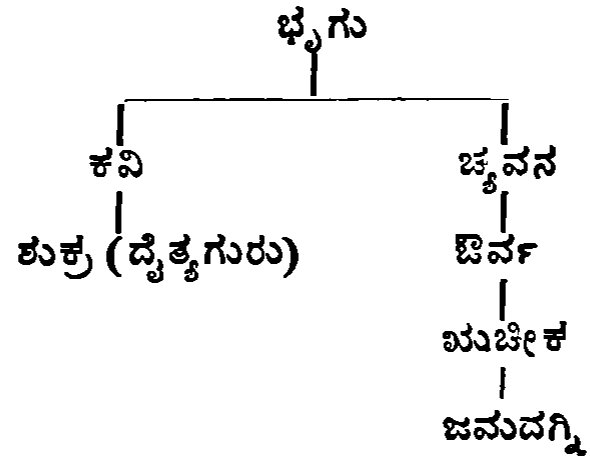 ಭೃಗು
ಕವಿ ಚ್ಯವನ
ಶುಕ್ರ (ದೈತ್ಯಗುರು) ಔರ್ವ
ಋಚೀಕ
ಜಮದಗ್ನಿ